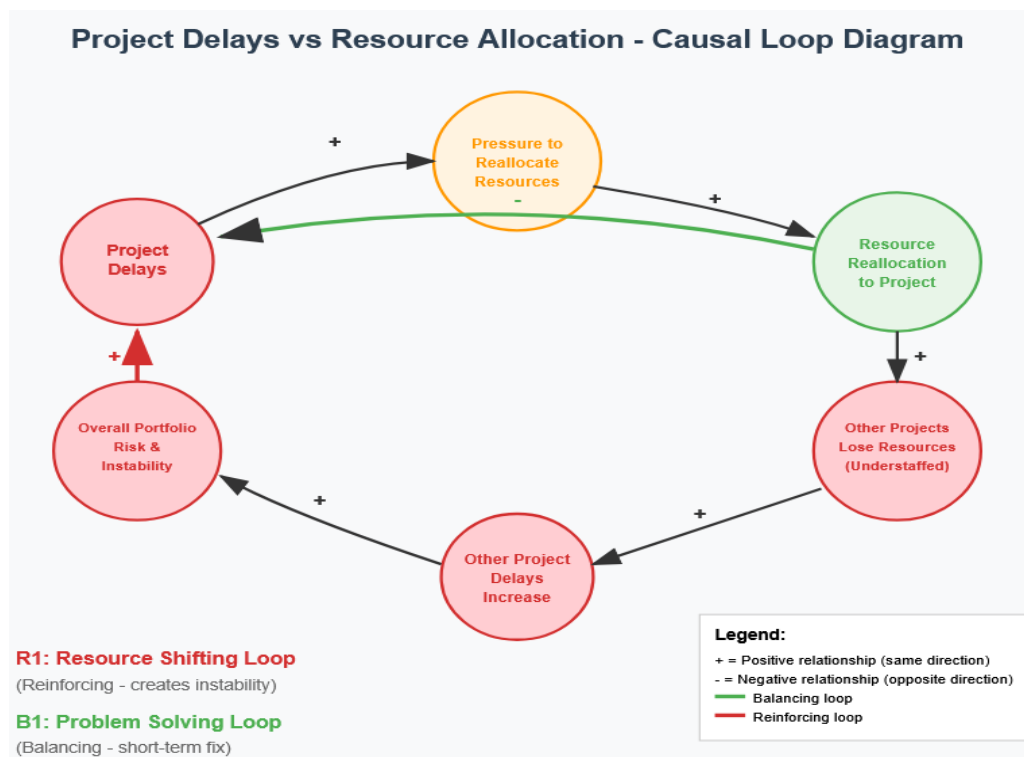 Project Delays vs Resource Allocation - Causal Loop Diagram
+
Pressure to
Reallocate
Resources
-
+
Project
Delays
Resource
Reallocation
to Project
+
+
Overall Portfolio
Risk &
Instability
Other Projects
Lose Resources
(Understaffed)
+
+
Other Project
Delays
Increase
R1: Resource Shifting Loop
(Reinforcing - creates instability)
B1: Problem Solving Loop
(Balancing - short-term fix)
Legend:
+ = Positive relationship (same direction)
- = Negative relationship (opposite direction)
Balancing loop
Reinforcing loop